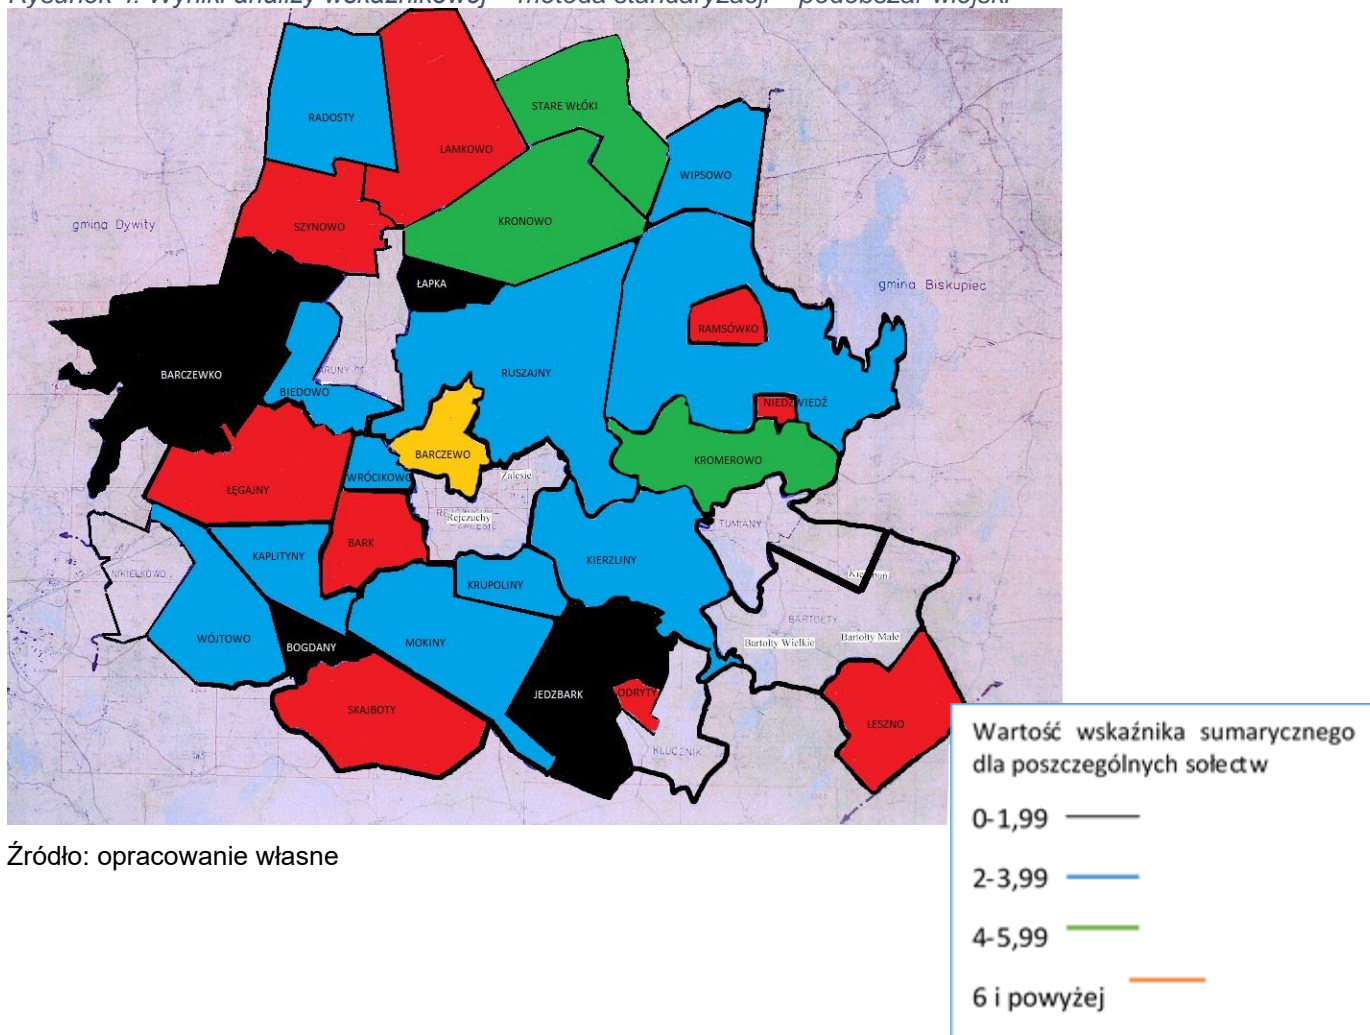 Rysunek 4. Wyniki analizy wskaźnikowej – metoda standaryzacji – podobszar wiejski
RADOSTY
LAMKOWO
STARE WŁÓKI
WIPSOWO
gmina Dywity
SZYNOWO
KRONOWO
ŁAPKA
gmina Biskupiec
RAMSÓWKO
BARCZEWKO
RUSZAJNY
BIEDOWO
NIEDŹWIEDŹ
BARCZEWO
KROMEROWO
WRÓCIKOWO
Zalesie
ŁĘGAJNY
Rejczuchy
ZALESIE
TUMIANY
BARK
KAPLITYNY
KIERZLINY
NIKIELKOWO
KRUPOLINY
BARTOŁTY
WÓJTOWO
BOGDANY
MOKINY
Bartołty Wielkie
Bartołty Małe
JEDZBARK
ODRYTY
SKAJBOTY
LESZNO
KLUCZNIK
Wartość wskaźnika sumarycznego
dla poszczególnych sołectw
0-1,99
2-3,99
4-5,99
6 i powyżej
Źródło: opracowanie własne